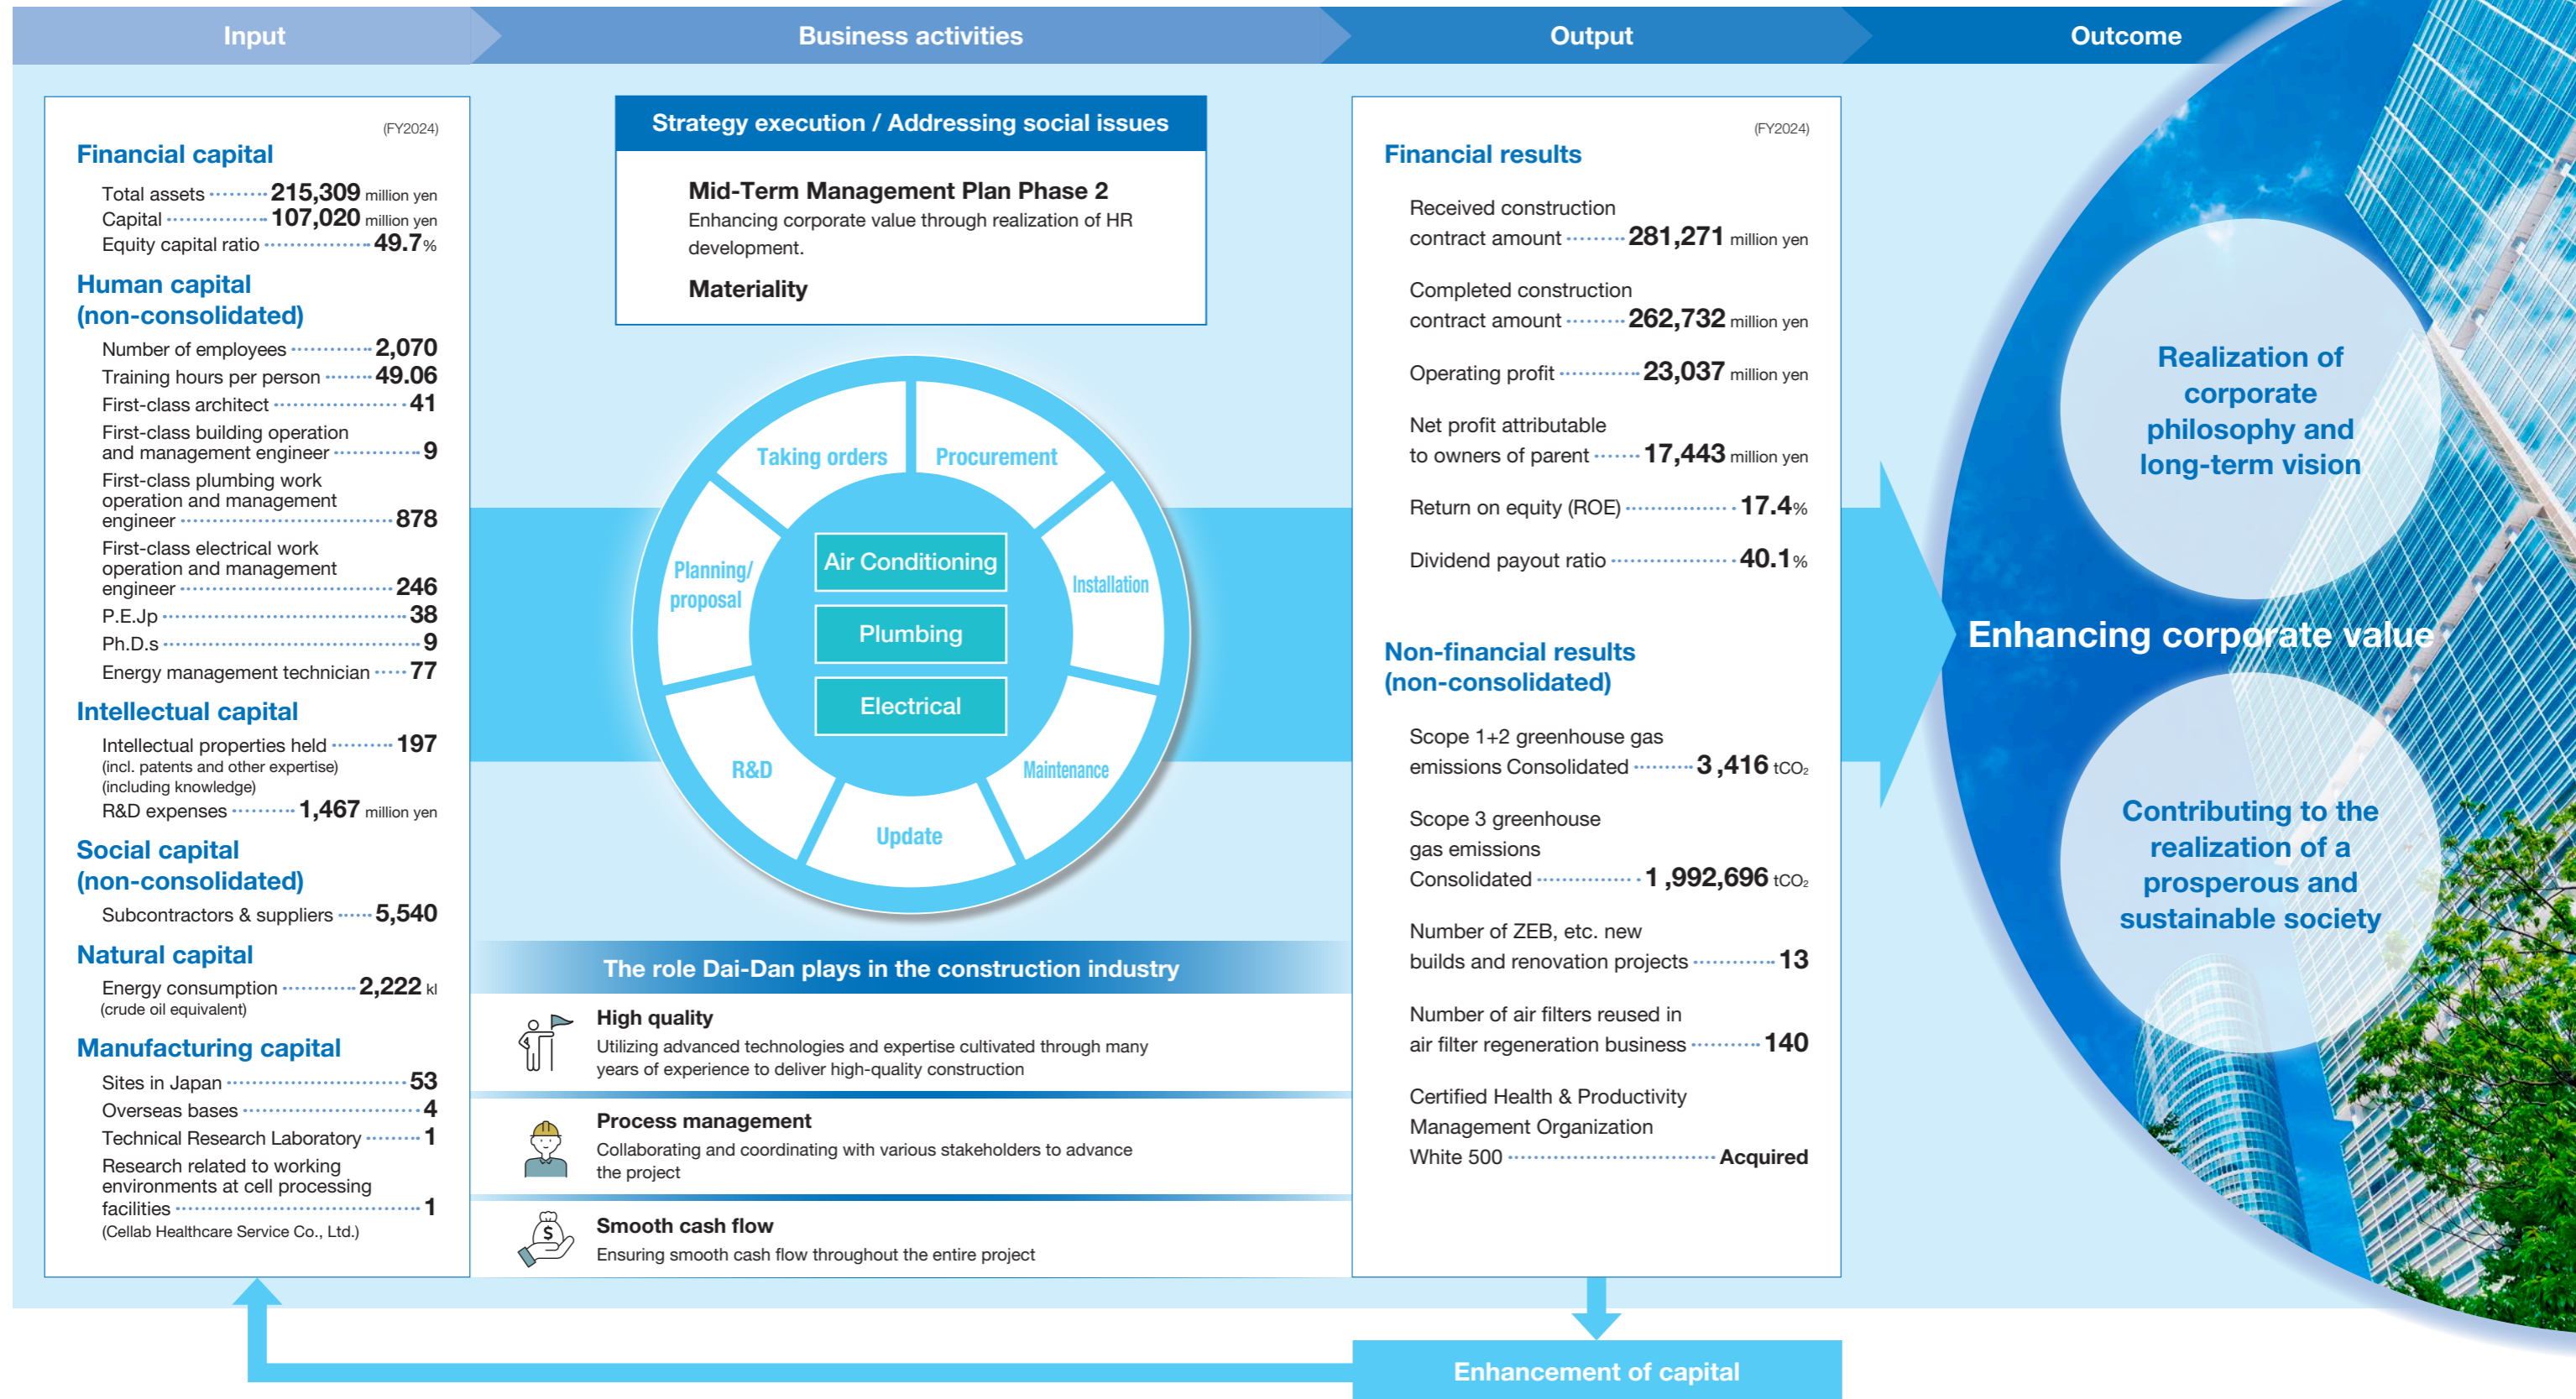 Input
Business activities
Output
Outcome
(FY2024)
Financial capital
Total assets 215,309 million yen
Capital 107,020 million yen
Equity capital ratio 49.7%
Human capital
(non-consolidated)
Number of employees 2,070
Training hours per person 49.06
First-class architect 41
First-class building operation
and management engineer 9
First-class plumbing work
operation and management
engineer 878
First-class electrical work
operation and management
engineer 246
P.E.Jp 38
Ph.D.s 9
Energy management technician 77
Intellectual capital
Intellectual properties held 197
(incl. patents and other expertise)
(including knowledge)
R&D expenses 1,467 million yen
Social capital
(non-consolidated)
Subcontractors & suppliers 5,540
Natural capital
Energy consumption 2,222 kl
(crude oil equivalent)
Manufacturing capital
Sites in Japan 53
Overseas bases 4
Technical Research Laboratory 1
Research related to working
environments at cell processing
facilities 1
(Cellab Healthcare Service Co., Ltd.)
Strategy execution / Addressing social issues
Mid-Term Management Plan Phase 2
Enhancing corporate value through realization of HR
development.
Materiality
Taking orders
Procurement
Planning/
proposal
Installation
Air Conditioning
Plumbing
Electrical
R&D
Maintenance
Update
The role Dai-Dan plays in the construction industry
High quality
Utilizing advanced technologies and expertise cultivated through many
years of experience to deliver high-quality construction
Process management
Collaborating and coordinating with various stakeholders to advance
the project
$
Smooth cash flow
Ensuring smooth cash flow throughout the entire project
(FY2024)
Financial results
Received construction
contract amount 281,271 million yen
Completed construction
contract amount 262,732 million yen
Operating profit 23,037 million yen
Net profit attributable
to owners of parent 17,443 million yen
Return on equity (ROE) 17.4%
Dividend payout ratio 40.1%
Non-financial results
(non-consolidated)
Scope 1+2 greenhouse gas
emissions Consolidated 3,416 tCO₂
Scope 3 greenhouse
gas emissions
Consolidated 1,992,696 tCO₂
Number of ZEB, etc. new
builds and renovation projects 13
Number of air filters reused in
air filter regeneration business 140
Certified Health & Productivity
Management Organization
White 500 Acquired
Realization of
corporate
philosophy and
long-term vision
Enhancing corporate value
Contributing to the
realization of a
prosperous and
sustainable society
Enhancement of capital